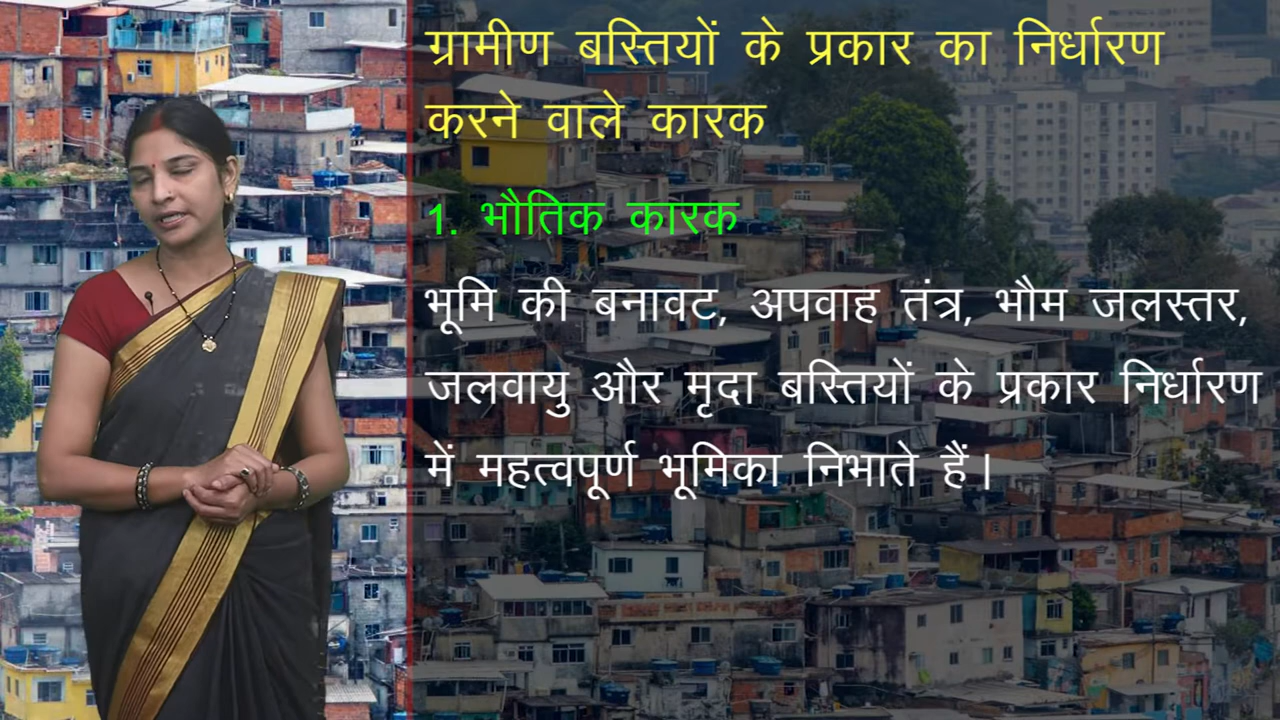 ग्रामीण बस्तियों के प्रकार का निर्धारण
करने वाले कारक
1. भौतिक कारक
भूमि की बनावट, अपवाह तंत्र, भौम जलस्तर,
जलवायु और मृदा बस्तियों के प्रकार निर्धारण
में महत्वपूर्ण भूमिका निभाते हैं |